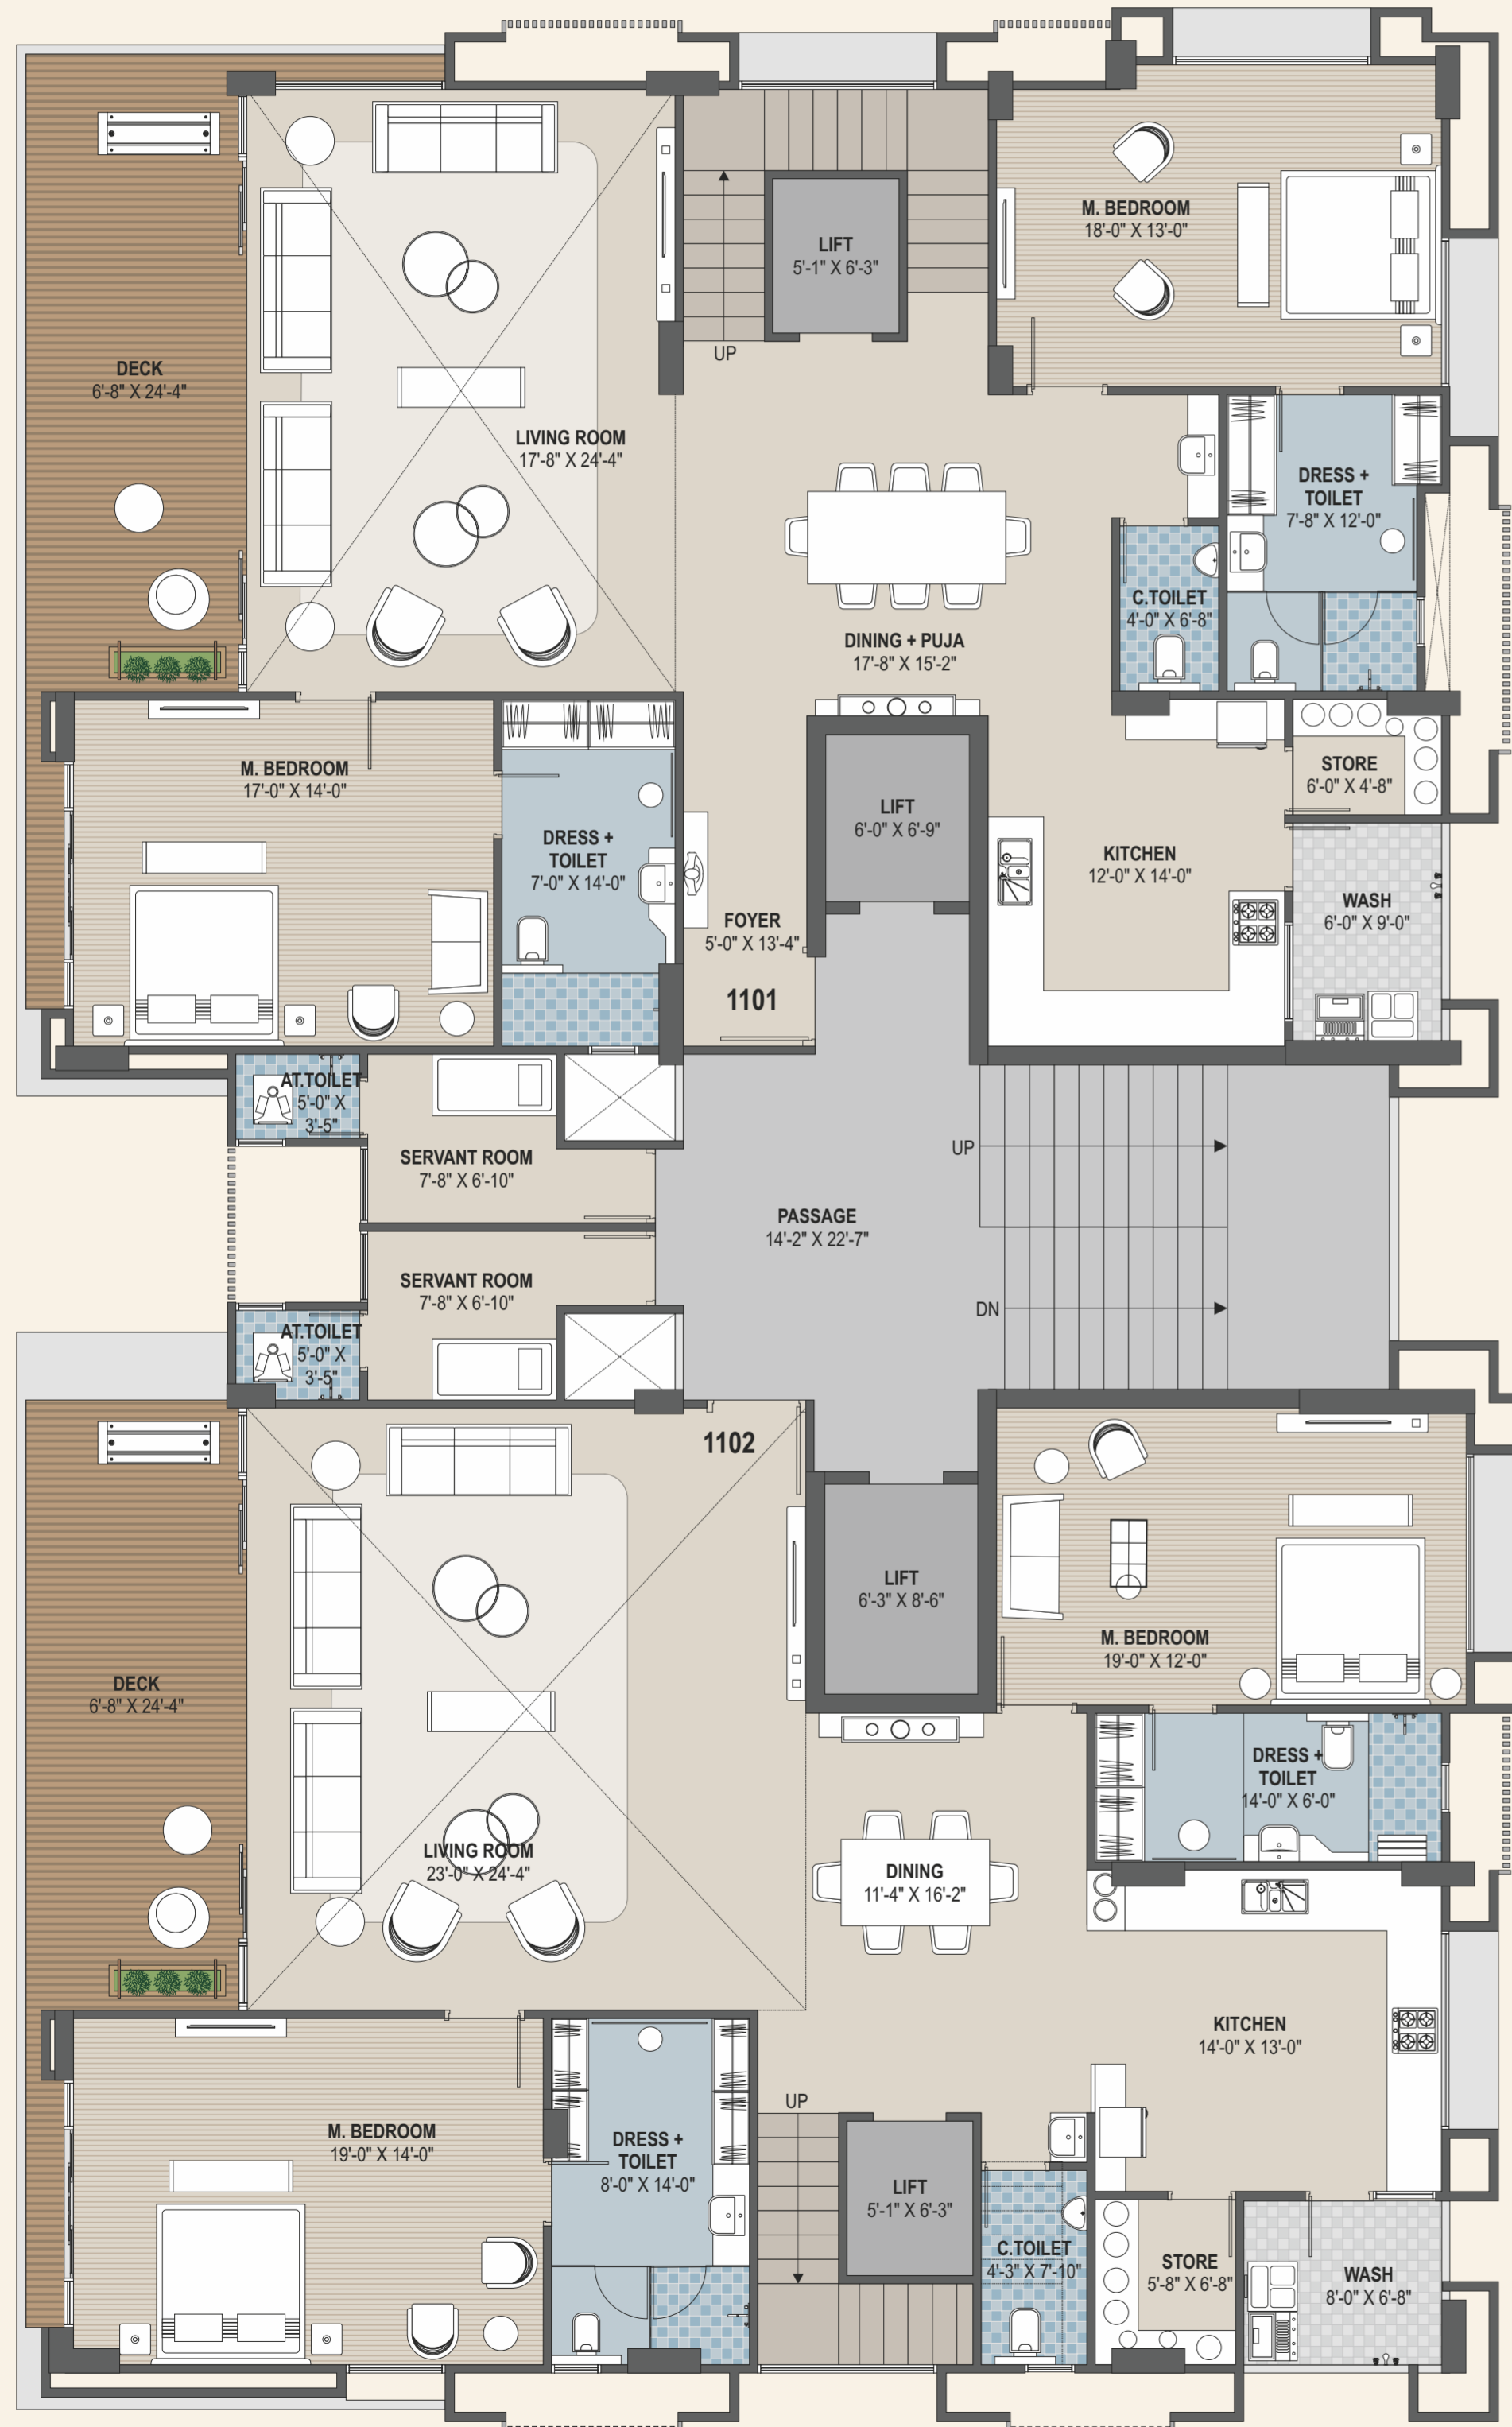 M. BEDROOM
18'-0" X 13'-0"
LIFT
5'-1" X 6'-3"
UP
DECK
6'-8" X 24'-4"
LIVING ROOM
17'-8" X 24'-4"
DRESS +
TOILET
7'-8" X 12'-0"
C.TOILET
4'-0" X 6'-8"
DINING + PUJA
17'-8" X 15'-2"
M. BEDROOM
17'-0" X 14'-0"
STORE
6'-0" X 4'-8"
LIFT
6'-0" X 6'-9"
DRESS +
TOILET
7'-0" X 14'-0"
KITCHEN
12'-0" X 14'-0"
WASH
6'-0" X 9'-0"
FOYER
5'-0" X 13'-4"
1101
AT.TOILET
5'-0" X
3'-5"
SERVANT ROOM
7'-8" X 6'-10"
UP
PASSAGE
14'-2" X 22'-7"
SERVANT ROOM
7'-8" X 6'-10"
DN
AT.TOILET
5'-0" X
3'-5"
1102
LIFT
6'-3" X 8'-6"
M. BEDROOM
19'-0" X 12'-0"
DECK
6'-8" X 24'-4"
DRESS +
TOILET
14'-0" X 6'-0"
LIVING ROOM
23'-0" X 24'-4"
DINING
11'-4" X 16'-2"
KITCHEN
14'-0" X 13'-0"
UP
M. BEDROOM
19'-0" X 14'-0"
DRESS +
TOILET
8'-0" X 14'-0"
LIFT
5'-1" X 6'-3"
C.TOILET
4'-3" X 7'-10"
STORE
5'-8" X 6'-8"
WASH
8'-0" X 6'-8"